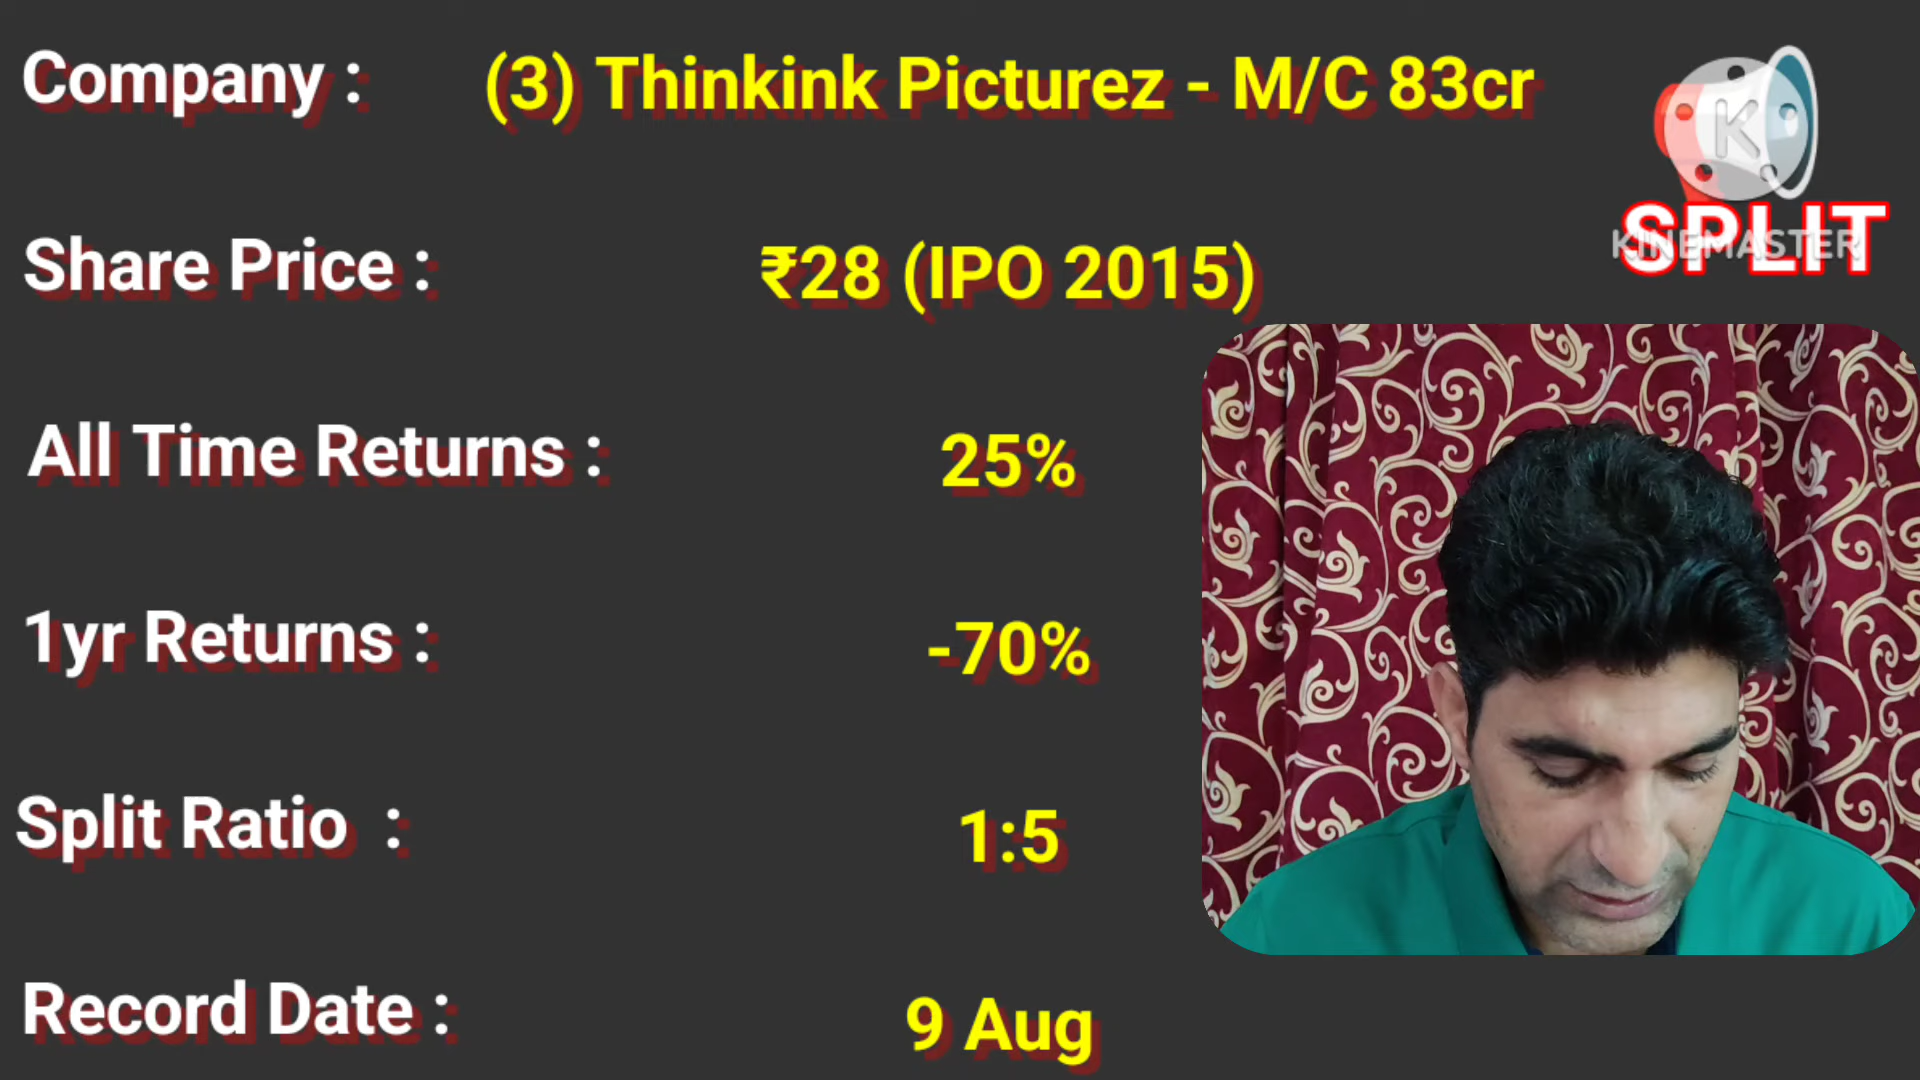 Company : (3) Thinkink Picturez - M/C 83cr
K
SPLIT
KINEMASTER
Share Price : ₹28 (IPO 2015)
All Time Returns : 25%
1yr Returns : -70%
Split Ratio : 1:5
Record Date : 9 Aug